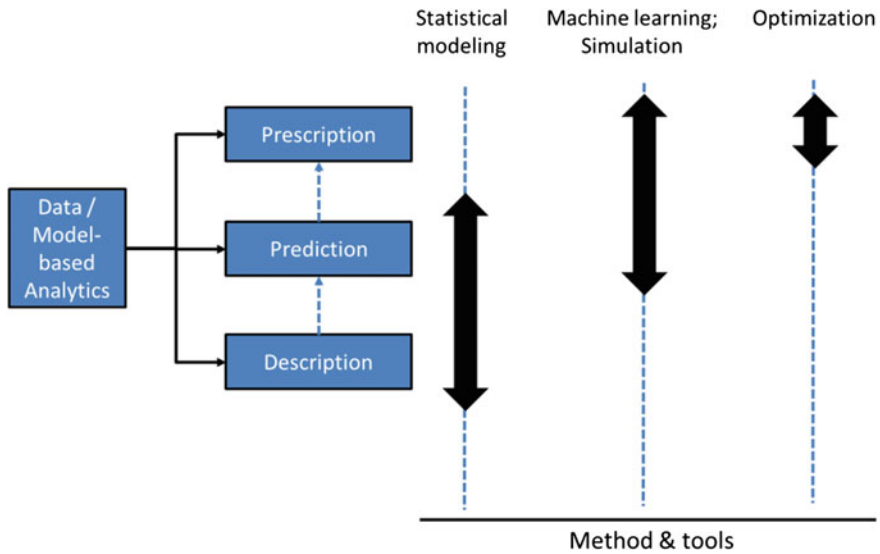 Statistical
modeling
Machine learning;
Simulation
Optimization
Prescription
Data /
Model-
based
Analytics
Prediction
Description
Method & tools